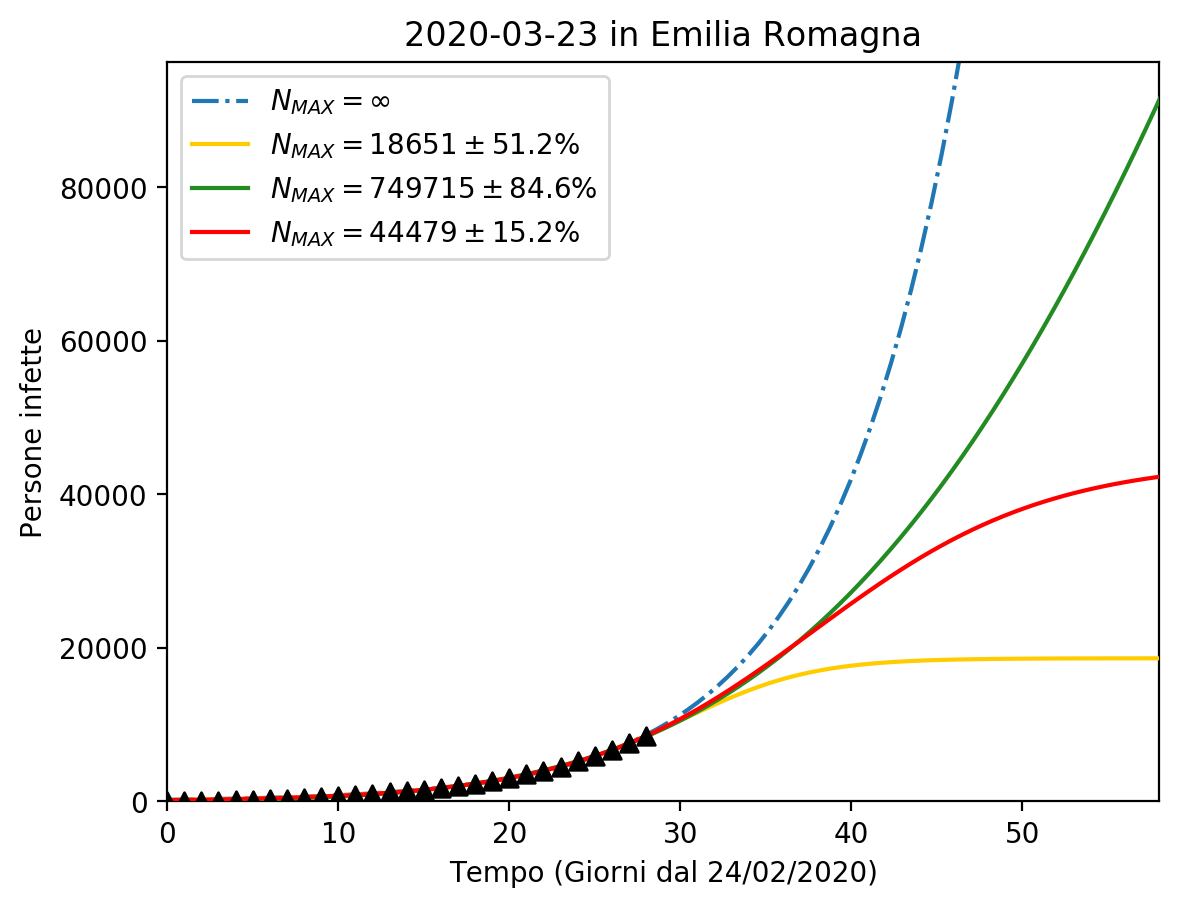 2020-03-23 in Emilia Romagna
N_MAX = ∞
N_MAX = 18651 ± 51.2%
N_MAX = 749715 ± 84.6%
N_MAX = 44479 ± 15.2%
Persone infette
80000
60000
40000
20000
0
0 10 20 30 40 50
Tempo (Giorni dal 24/02/2020)